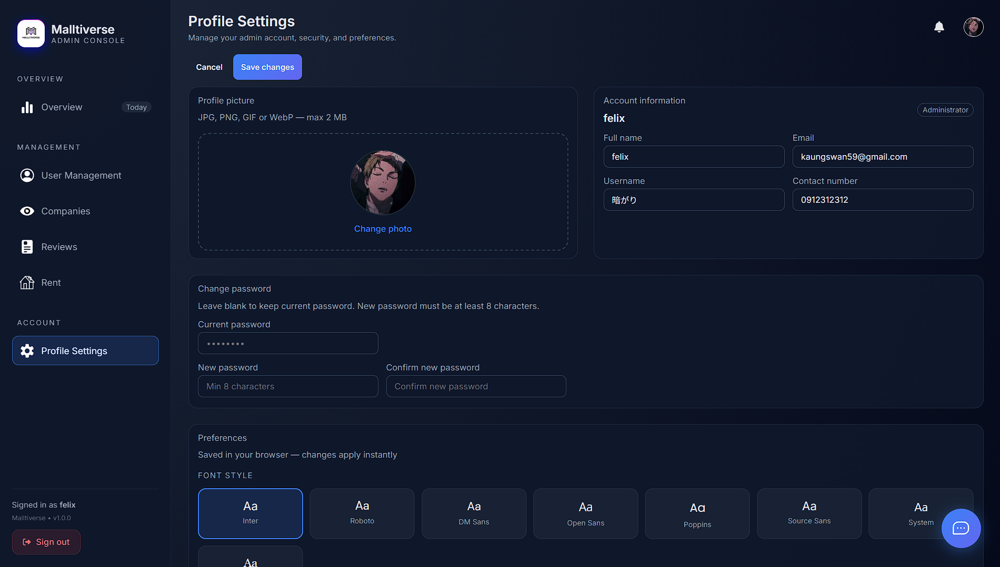 Malltiverse
ADMIN CONSOLE
MALLTIVERSE
OVERVIEW
Overview
Today
MANAGEMENT
User Management
Companies
Reviews
Rent
ACCOUNT
Profile Settings
Signed in as felix
Malltiverse • v1.0.0
Sign out
Profile Settings
Manage your admin account, security, and preferences.
Cancel
Save changes
Profile picture
JPG, PNG, GIF or WebP — max 2 MB
Change photo
Account information
felix
Administrator
Full name
felix
Email
kaungswan59@gmail.com
Username
暗がり
Contact number
0912312312
Change password
Leave blank to keep current password. New password must be at least 8 characters.
Current password
••••••••
New password
Min 8 characters
Confirm new password
Confirm new password
Preferences
Saved in your browser — changes apply instantly
FONT STYLE
Aa
Inter
Aa
Roboto
Aa
DM Sans
Aa
Open Sans
Aa
Poppins
Aa
Source Sans
Aa
System
Aa